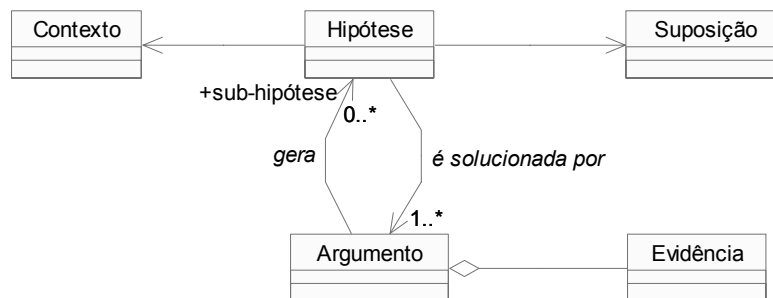 Contexto
Hipótese
Suposição
+sub-hipótese
0..*
gera
é solucionada por
1..*
Argumento
Evidência